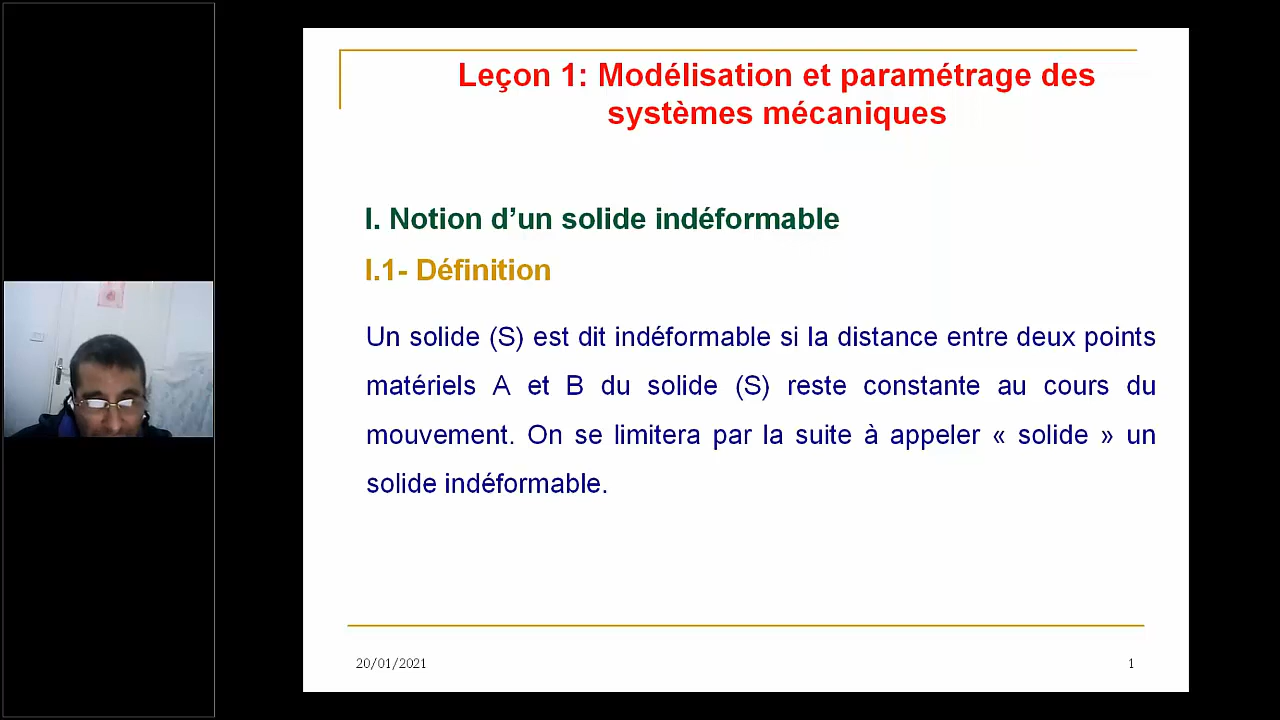 Leçon 1: Modélisation et paramétrage des
systèmes mécaniques
I. Notion d’un solide indéformable
I.1- Définition
Un solide (S) est dit indéformable si la distance entre deux points
matériels A et B du solide (S) reste constante au cours du
mouvement. On se limitera par la suite à appeler « solide » un
solide indéformable.
20/01/2021
1